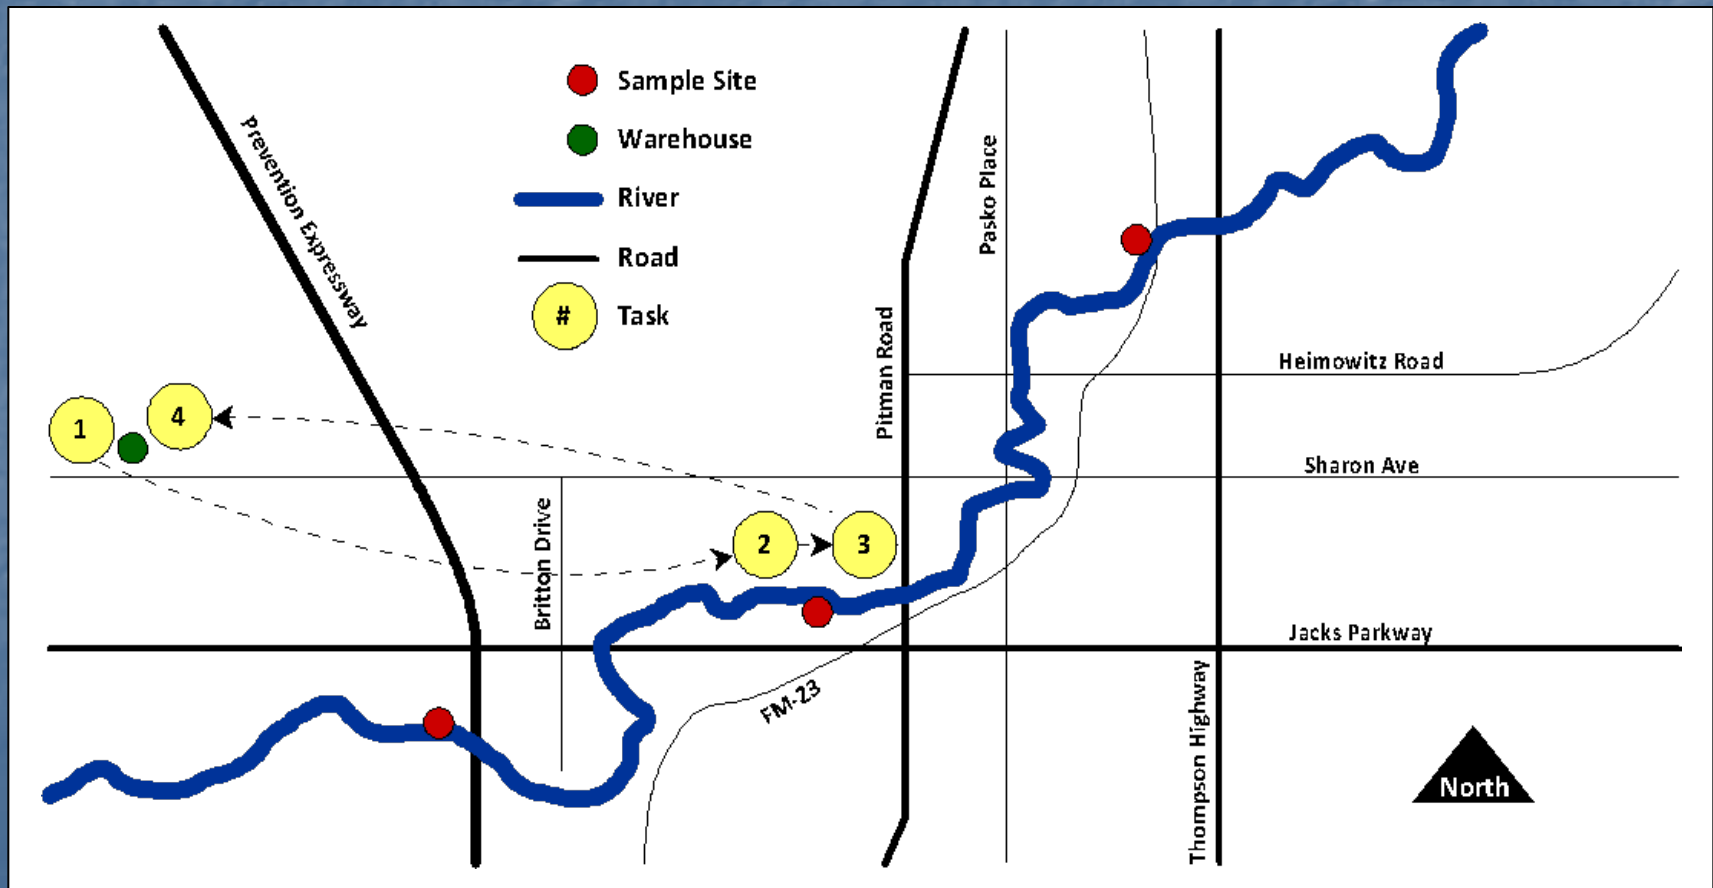 Sample Site
Warehouse
River
Road
#
Task
Prevention Expressway
Pasko Place
Pitman Road
Heimowitz Road
1
4
Sharon Ave
Britton Drive
2
3
Jacks Parkway
FM-23
Thompson Highway
North